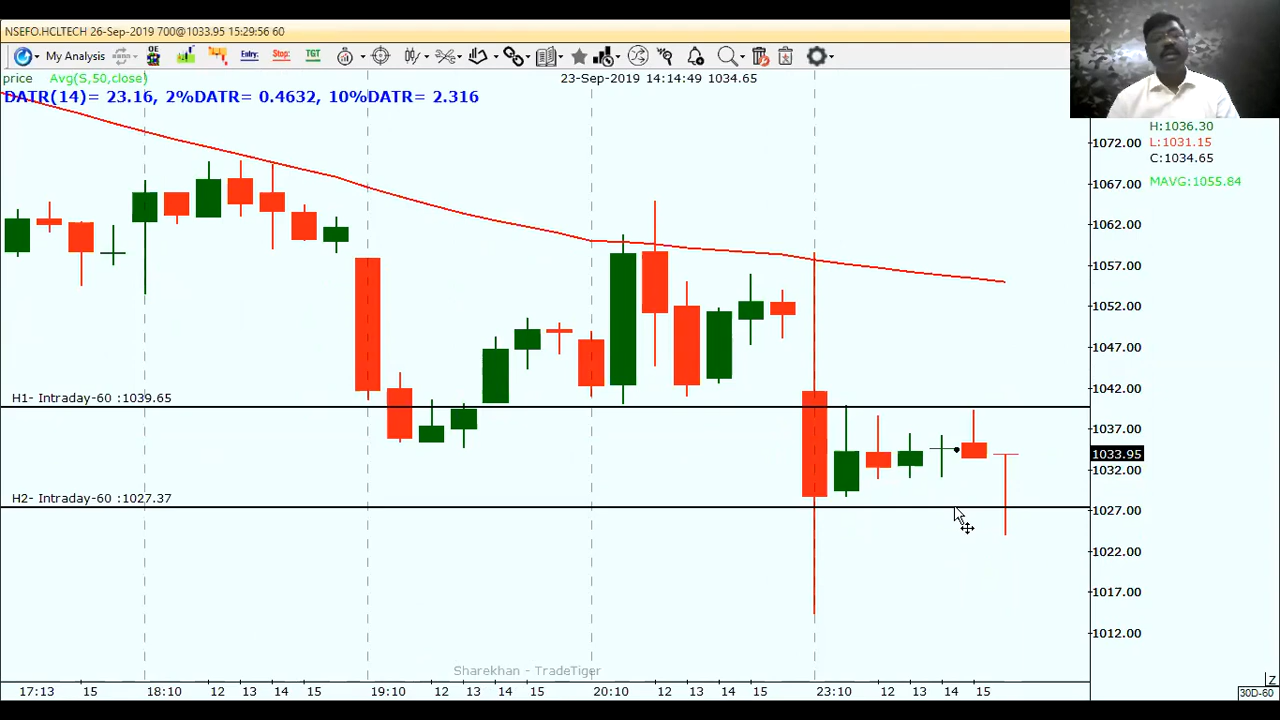 NSEFO.HCLTECH 26-Sep-2019 700@1033.95 15:29:56 60
My Analysis
OE
Entry:
Stop:
TGT
price Avg(S,50,close)
23-Sep-2019 14:14:49 1034.65
DATR(14)= 23.16, 2%DATR= 0.4632, 10%DATR= 2.316
H:1036.30
L:1031.15
C:1034.65
MAVG:1055.84
1072.00
1067.00
1062.00
1057.00
1052.00
1047.00
1042.00
1037.00
1033.95
1032.00
1027.00
1022.00
1017.00
1012.00
H1- Intraday-60 :1039.65
H2- Intraday-60 :1027.37
Sharekhan - TradeTiger
17:13 15 18:10 12 13 14 15 19:10 12 13 14 15 20:10 12 13 14 15 23:10 12 13 14 15
Z
30D-60